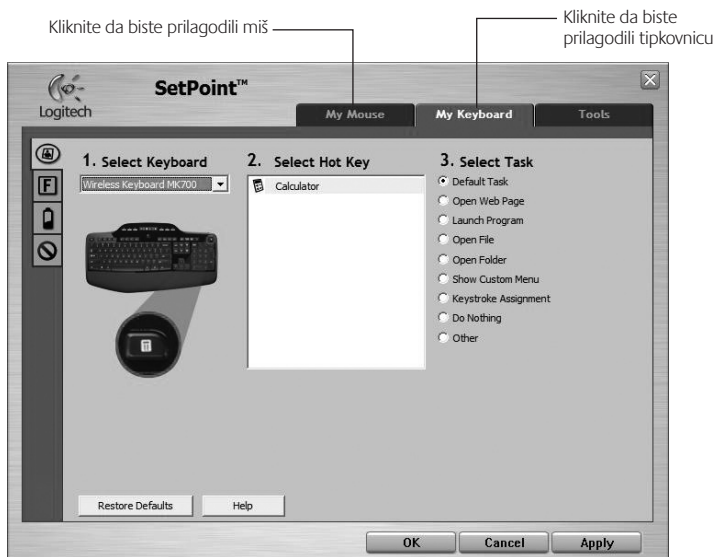 Kliknite da biste prilagodili miš
Kliknite da biste
prilagodili tipkovnicu
Logitech
SetPoint™
My Mouse
My Keyboard
Tools
1. Select Keyboard
Wireless Keyboard MK700
2. Select Hot Key
Calculator
3. Select Task
Default Task
Open Web Page
Launch Program
Open File
Open Folder
Show Custom Menu
Keystroke Assignment
Do Nothing
Other
F
Restore Defaults
Help
OK
Cancel
Apply